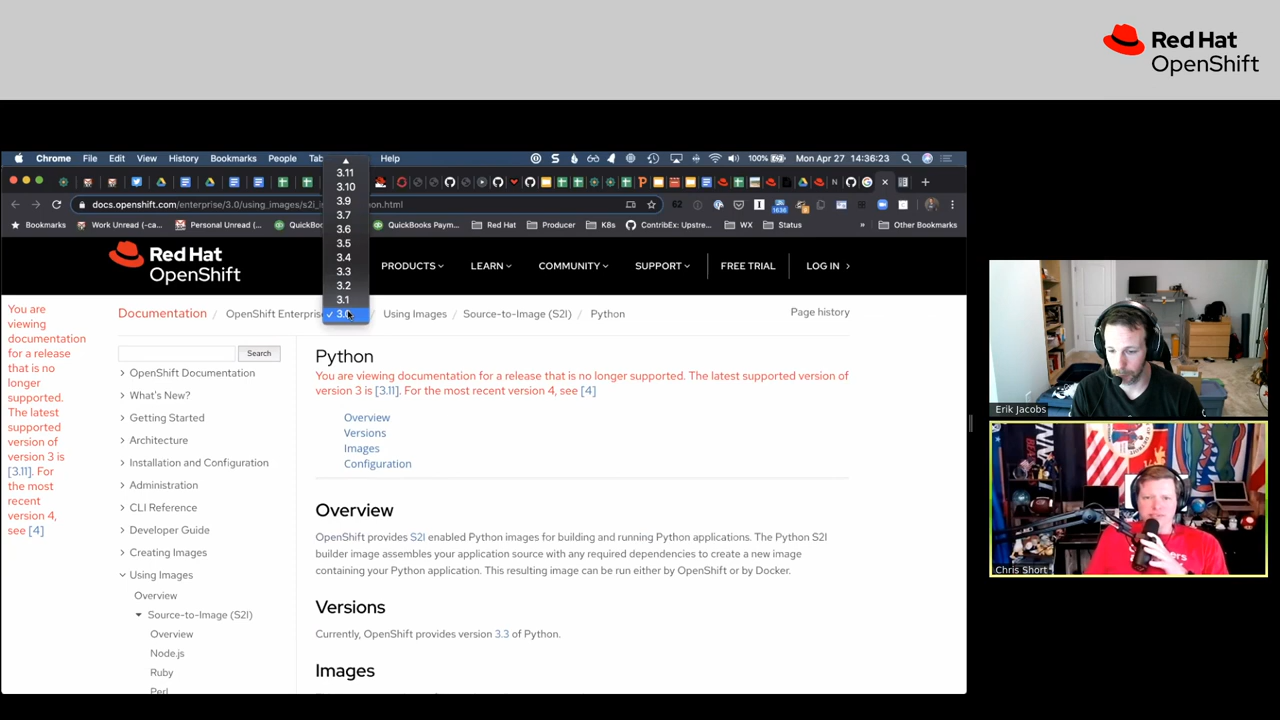 Red Hat
OpenShift
Chrome File Edit View History Bookmarks People Tab Help
100% Mon Apr 27 14:36:23
docs.openshift.com/enterprise/3.0/using_images/s2i_i on.html
62
1636
Bookmarks Work Unread (-ca... Personal Unread (... QuickBooks Paym... Red Hat Producer K8s ContribEx: Upstre... WX Status » Other Bookmarks
3.11
3.10
3.9
3.7
3.6
3.5
3.4
3.3
3.2
3.1
3.0
Red Hat
OpenShift
PRODUCTS LEARN COMMUNITY SUPPORT FREE TRIAL LOG IN
You are
viewing
documentation
for a release
that is no
longer
supported.
The latest
supported
version of
version 3 is
[3.11]. For
the most
recent
version 4,
see [4]
Documentation OpenShift Enterprise / Using Images / Source-to-Image (S2I) / Python
Page history
Search
OpenShift Documentation
What's New?
Getting Started
Architecture
Installation and Configuration
Administration
CLI Reference
Developer Guide
Creating Images
Using Images
Overview
Source-to-Image (S2I)
Overview
Node.js
Ruby
Perl
Python
You are viewing documentation for a release that is no longer supported. The latest supported version of
version 3 is [3.11]. For the most recent version 4, see [4]
Overview
Versions
Images
Configuration
Overview
OpenShift provides S2I enabled Python images for building and running Python applications. The Python S2I
builder image assembles your application source with any required dependencies to create a new image
containing your Python application. This resulting image can be run either by OpenShift or by Docker.
Versions
Currently, OpenShift provides version 3.3 of Python.
Images
Erik Jacobs
Chris Short